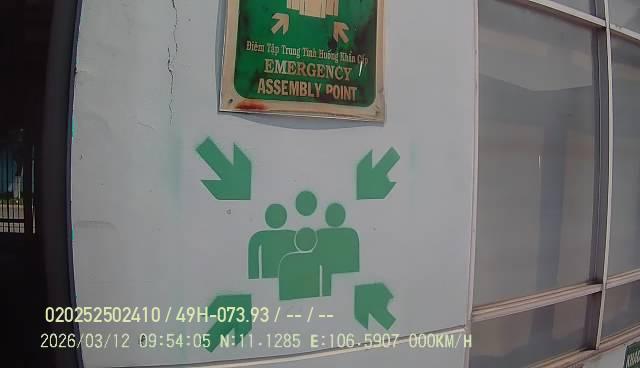 Điểm Tập Trung Tình Huống Khẩn Cấp
EMERGENCY
ASSEMBLY POINT
020252502410 / 49H-073.93 / -- / --
2026/03/12 09:54:05 N:11.1285 E:106.5907 000KM/H